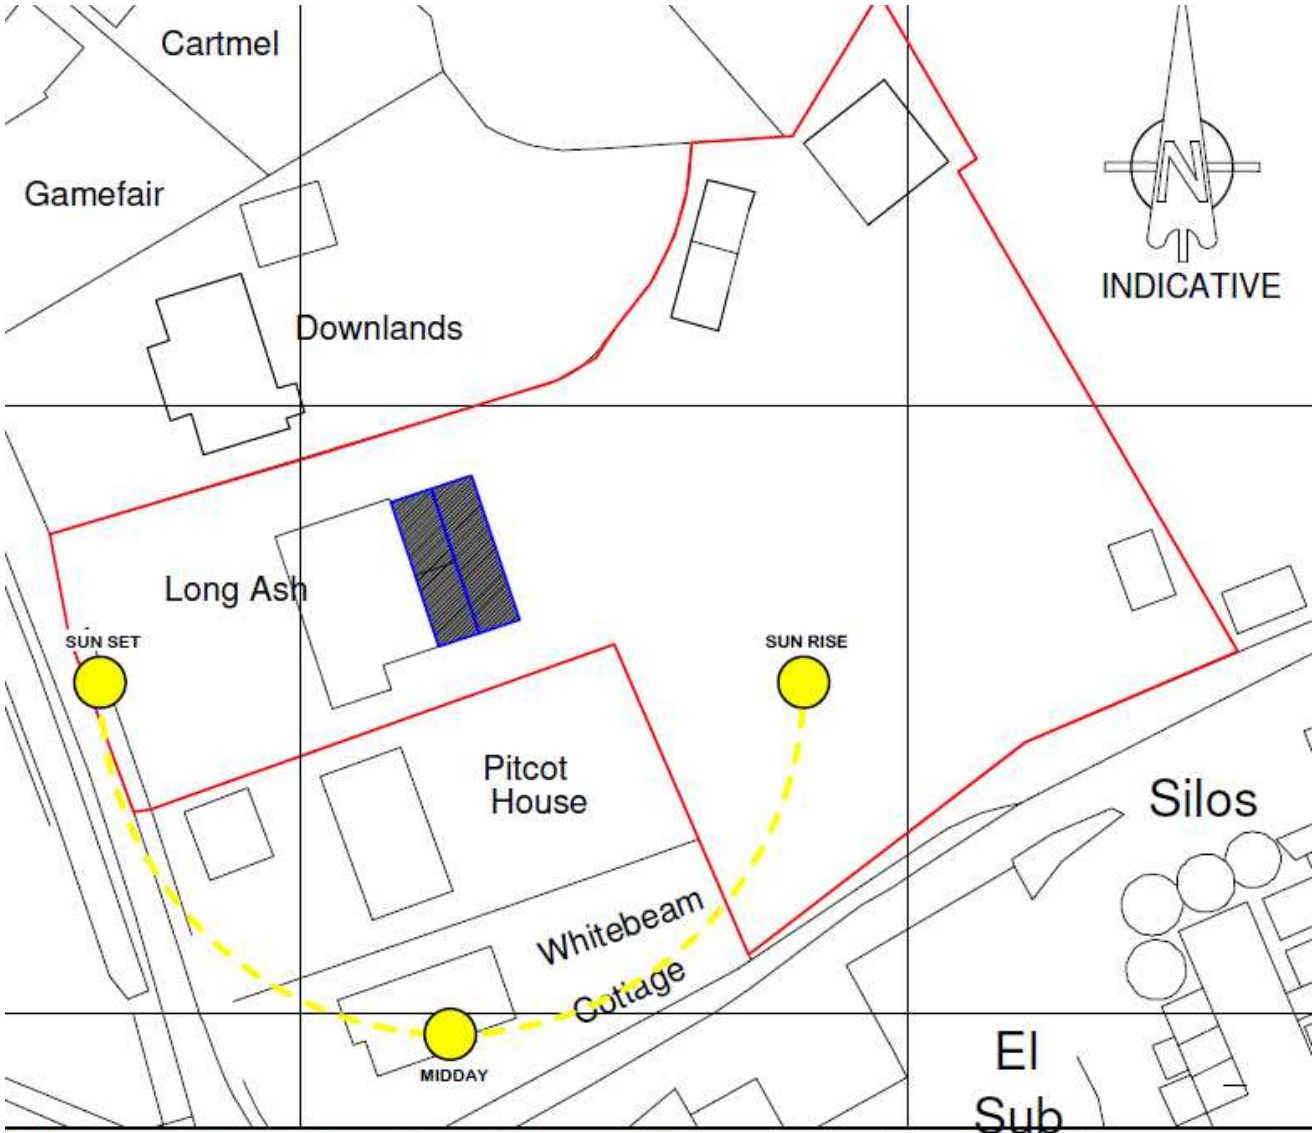 Cartmel
Gamefair
N
INDICATIVE
Downlands
Long Ash
SUN SET
SUN RISE
Pitcot
House
Silos
Whitebeam
Cottage
El
Sub
MIDDAY